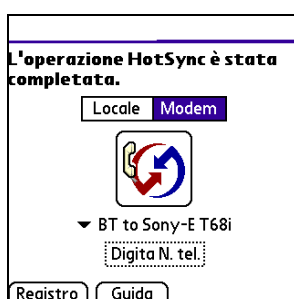 L'operazione HotSync è stata
completata.
Locale Modem
BT to Sony-E T68i
Digita N. tel.
Registro Guida